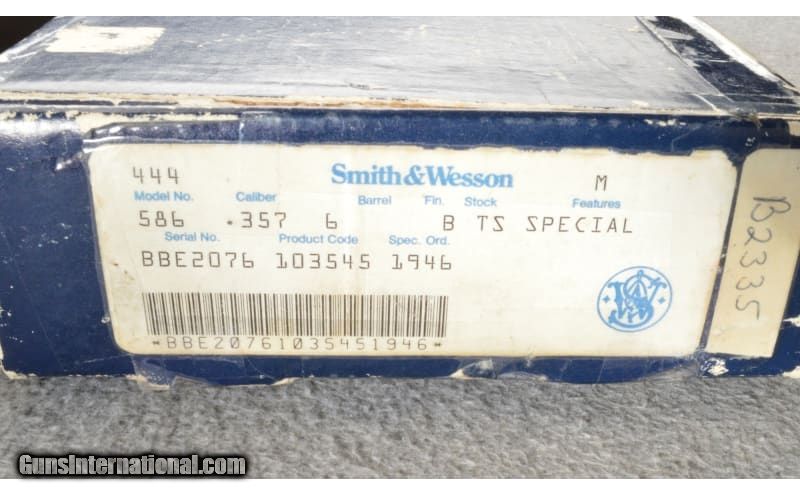 444 Smith & Wesson M
Model No. Caliber Barrel Fin. Stock Features
586 .357 6 B TS SPECIAL
Serial No. Product Code Spec. Ord.
BBE2076 103545 1946
*BBE20761035451946*
SW
B2335
GunsInternational.com